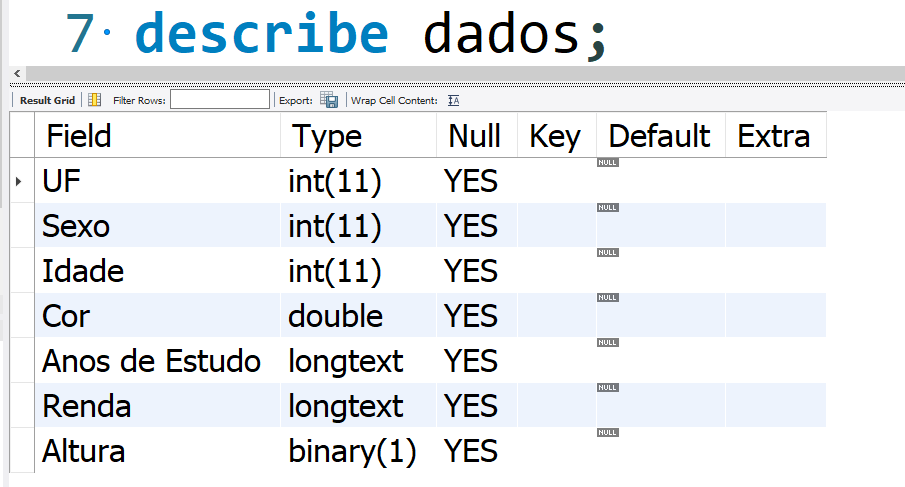 7 describe dados;
Result Grid Filter Rows: Export: Wrap Cell Content: IA
Field Type Null Key Default Extra
UF int(11) YES NULL
Sexo int(11) YES NULL
Idade int(11) YES NULL
Cor double YES NULL
Anos de Estudo longtext YES NULL
Renda longtext YES NULL
Altura binary(1) YES NULL